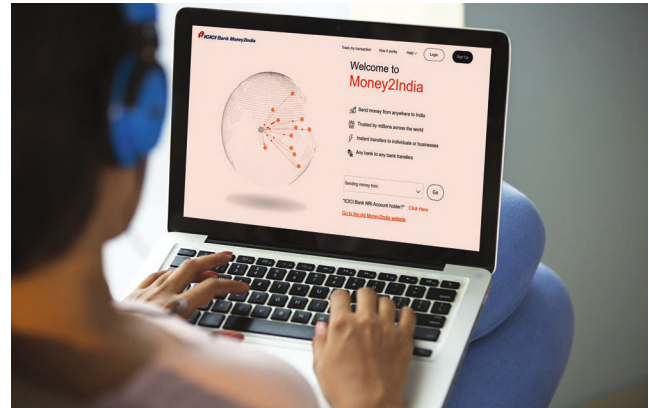 ICICI Bank Money2India
Track my transaction How it works Help Login Sign Up
Welcome to
Money2India
Send money from anywhere to India
Trusted by millions across the world
Instant transfers to individuals or businesses
Any bank to any bank transfers
Sending money from Go
"ICICI Bank NRI Account holder?" Click Here
Go to the old Money2India website